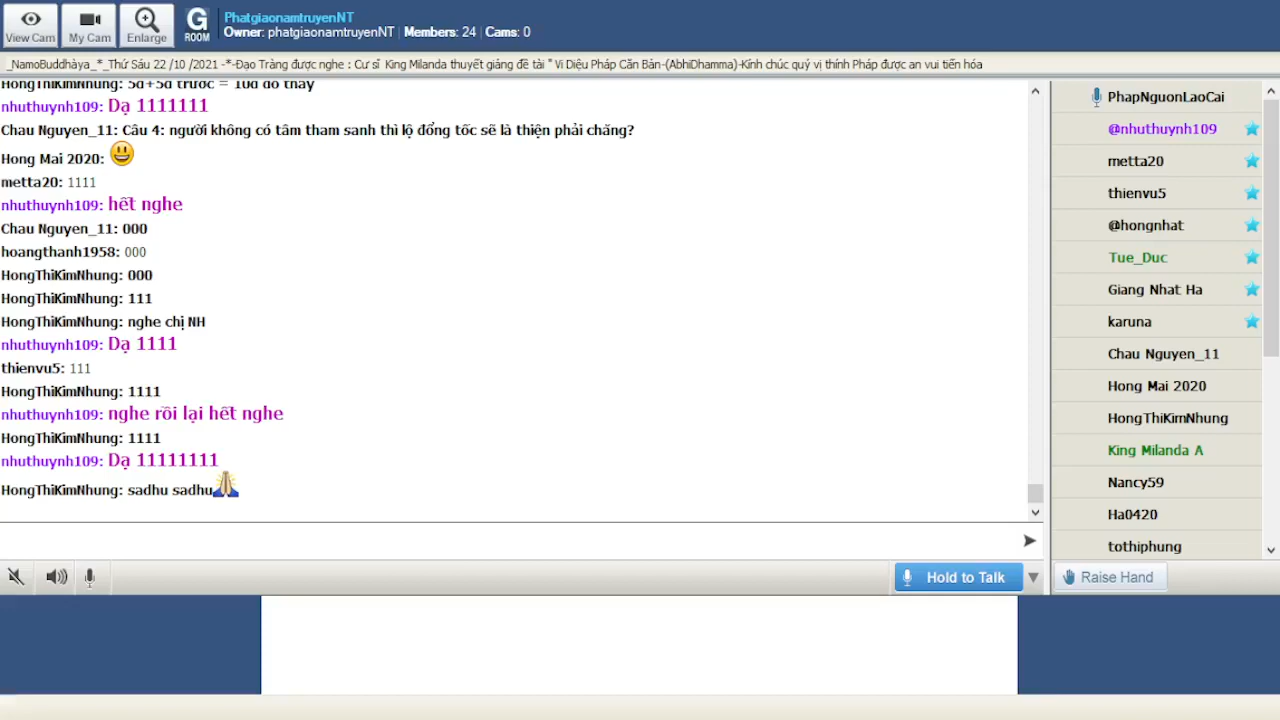 View Cam
My Cam
Enlarge
G
ROOM
PhatgiaonamtruyenNT
Owner: phatgiaonamtruyenNT | Members: 24 | Cams: 0
_NamoBuddhàya_*_Thứ Sáu 22 /10 /2021 -*-Đạo Tràng được nghe : Cư sĩ King Milanda thuyết giảng đề tài " Vi Diệu Pháp Căn Bản-(AbhiDhamma)-Kính chúc quý vị thính Pháp được an vui tiến hóa
HongThiKimNhung: 5d+5d trước = 10d đó thầy
nhuthuynh109: Dạ 1111111
Chau Nguyen_11: Câu 4: người không có tâm tham sanh thì lộ đổng tốc sẽ là thiện phải chăng?
Hong Mai 2020:
metta20: 1111
nhuthuynh109: hết nghe
Chau Nguyen_11: 000
hoangthanh1958: 000
HongThiKimNhung: 000
HongThiKimNhung: 111
HongThiKimNhung: nghe chị NH
nhuthuynh109: Dạ 1111
thienvu5: 111
HongThiKimNhung: 1111
nhuthuynh109: nghe rồi lại hết nghe
HongThiKimNhung: 1111
nhuthuynh109: Dạ 11111111
HongThiKimNhung: sadhu sadhu
PhapNguonLaoCai
@nhuthuynh109
metta20
thienvu5
@hongnhat
Tue_Duc
Giang Nhat Ha
karuna
Chau Nguyen_11
Hong Mai 2020
HongThiKimNhung
King Milanda A
Nancy59
Ha0420
tothiphung
Hold to Talk
Raise Hand